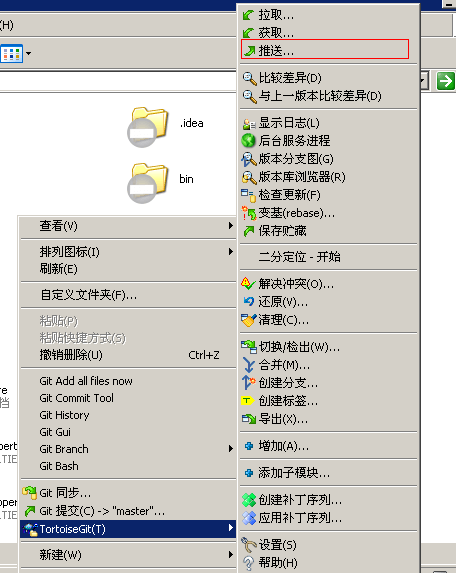 (H)
.idea
bin
re
档
pert
TIE
oper
RTIE
查看(V)
排列图标(I)
刷新(E)
自定义文件夹(F)...
粘贴(P)
粘贴快捷方式(S)
撤销删除(U) Ctrl+Z
Git Add all files now
Git Commit Tool
Git History
Git Gui
Git Branch
Git Bash
Git 同步...
Git 提交(C) -> "master"...
TortoiseGit(T)
新建(W)
拉取...
获取...
推送...
比较差异(D)
与上一版本比较差异(D)
显示日志(L)
后台服务进程
版本分支图(G)
版本库浏览器(R)
检查更新(F)
变基(rebase)...
保存贮藏
二分定位 - 开始
解决冲突(O)...
还原(V)...
清理(C)...
切换/检出(W)...
合并(M)...
创建分支...
创建标签...
导出(X)...
增加(A)...
添加子模块...
创建补丁序列...
应用补丁序列...
设置(S)
帮助(H)